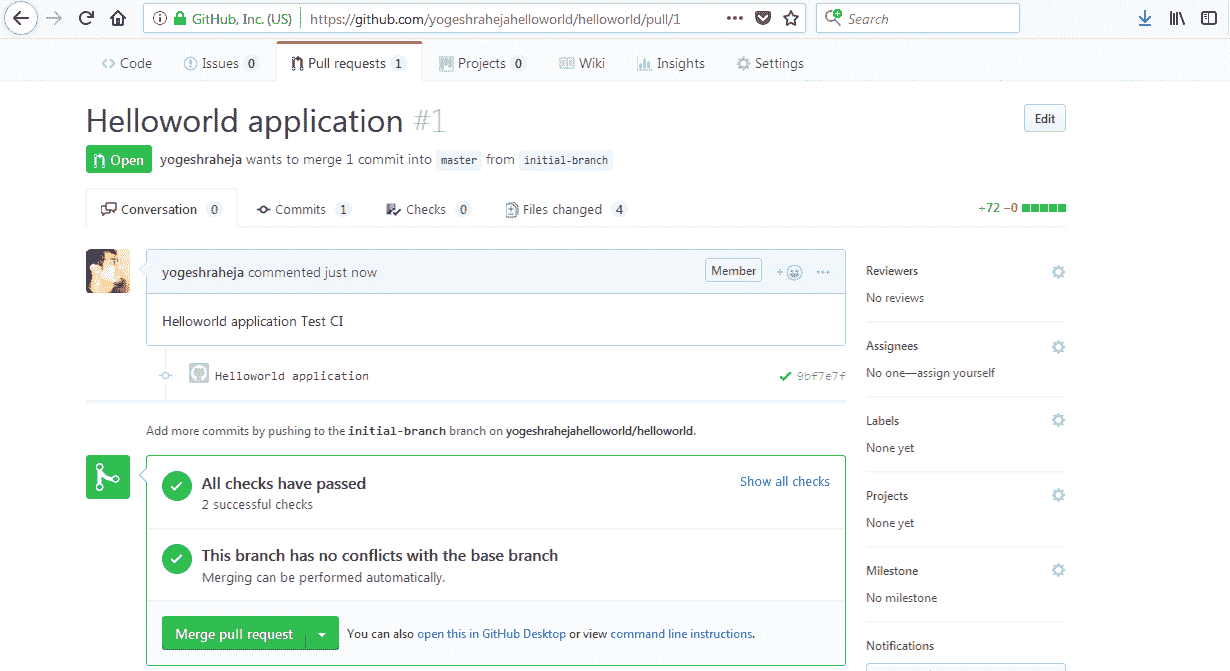 GitHub, Inc. (US) https://github.com/yogeshrahejahelloworld/helloworld/pull/1 ••• Search
Code Issues 0 Pull requests 1 Projects 0 Wiki Insights Settings
Helloworld application #1 Edit
Open yogeshraheja wants to merge 1 commit into master from initial-branch
Conversation 0 Commits 1 Checks 0 Files changed 4 +72 −0
yogeshraheja commented just now Member + ···
Helloworld application Test CI
Helloworld application 9bf7e7f
Add more commits by pushing to the initial-branch branch on yogeshrahejahelloworld/helloworld.
All checks have passed Show all checks
2 successful checks
This branch has no conflicts with the base branch
Merging can be performed automatically.
Merge pull request You can also open this in GitHub Desktop or view command line instructions.
Reviewers
No reviews
Assignees
No one—assign yourself
Labels
None yet
Projects
None yet
Milestone
No milestone
Notifications